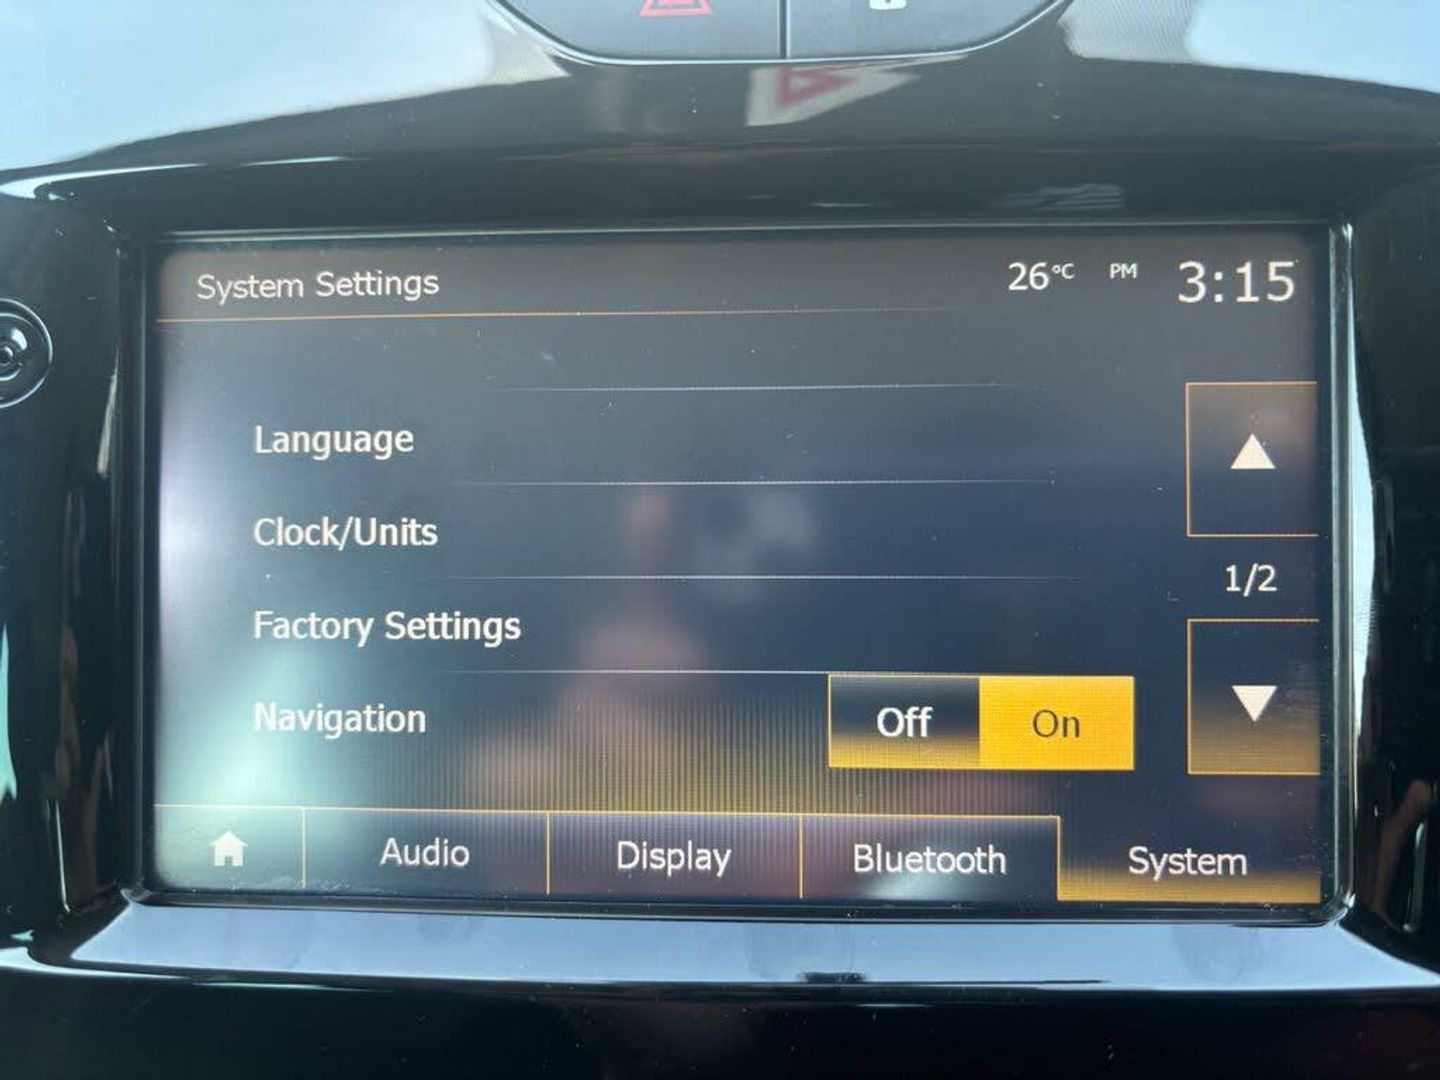 System Settings
26°C PM 3:15
Language
Clock/Units
1/2
Factory Settings
Navigation Off On
Audio Display Bluetooth System